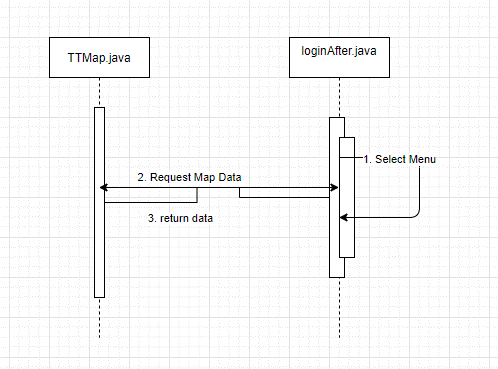 TTMap.java
loginAfter.java
1. Select Menu
2. Request Map Data
3. return data